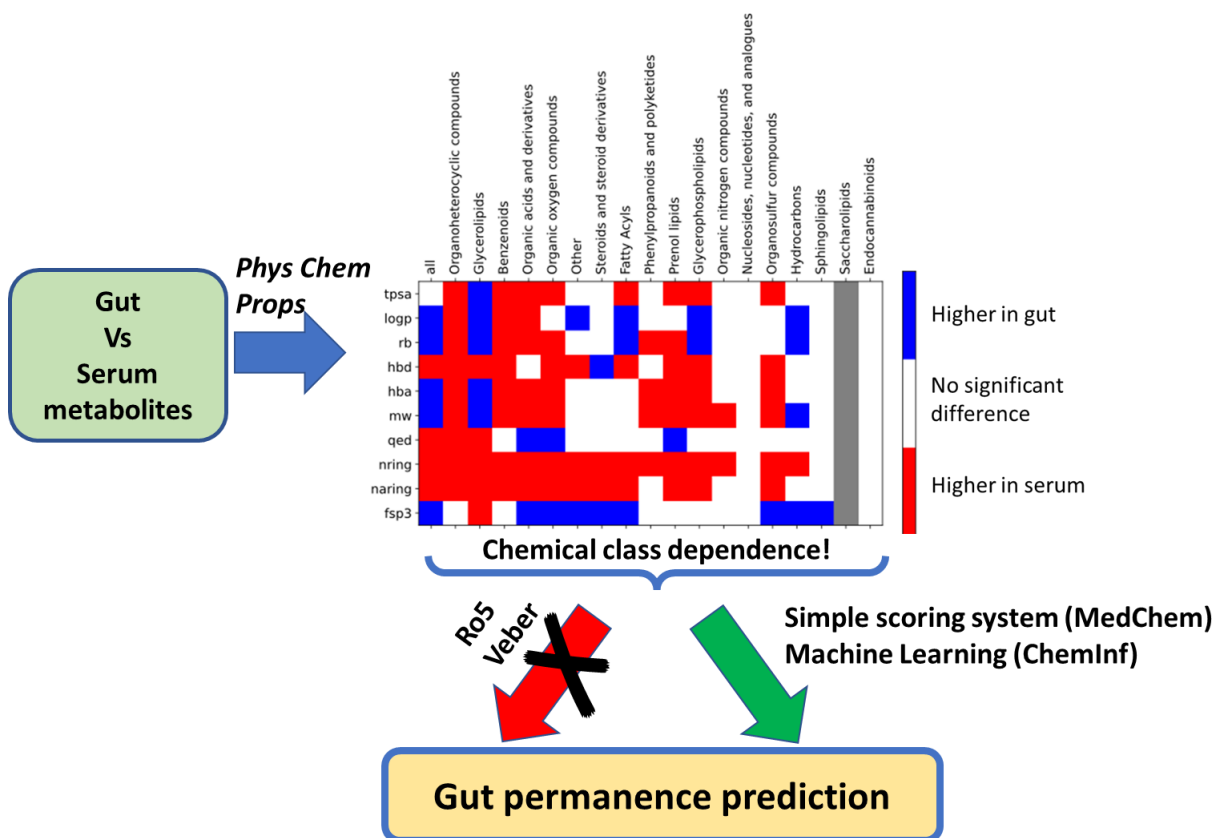 Gut
Vs
Serum
metabolites
Phys Chem
Props
all
Organoheterocyclic compounds
Glycerolipids
Benzenoids
Organic acids and derivatives
Organic oxygen compounds
Other
Steroids and steroid derivatives
Fatty Acyls
Phenylpropanoids and polyketides
Prenol lipids
Glycerophospholipids
Organic nitrogen compounds
Nucleosides, nucleotides, and analogues
Organosulfur compounds
Hydrocarbons
Sphingolipids
Saccharolipids
Endocannabinoids
tpsa
logp
rb
hbd
hba
mw
qed
nring
naring
fsp3
Higher in gut
No significant
difference
Higher in serum
Chemical class dependence!
Ro5
Veber
Simple scoring system (MedChem)
Machine Learning (ChemInf)
Gut permanence prediction